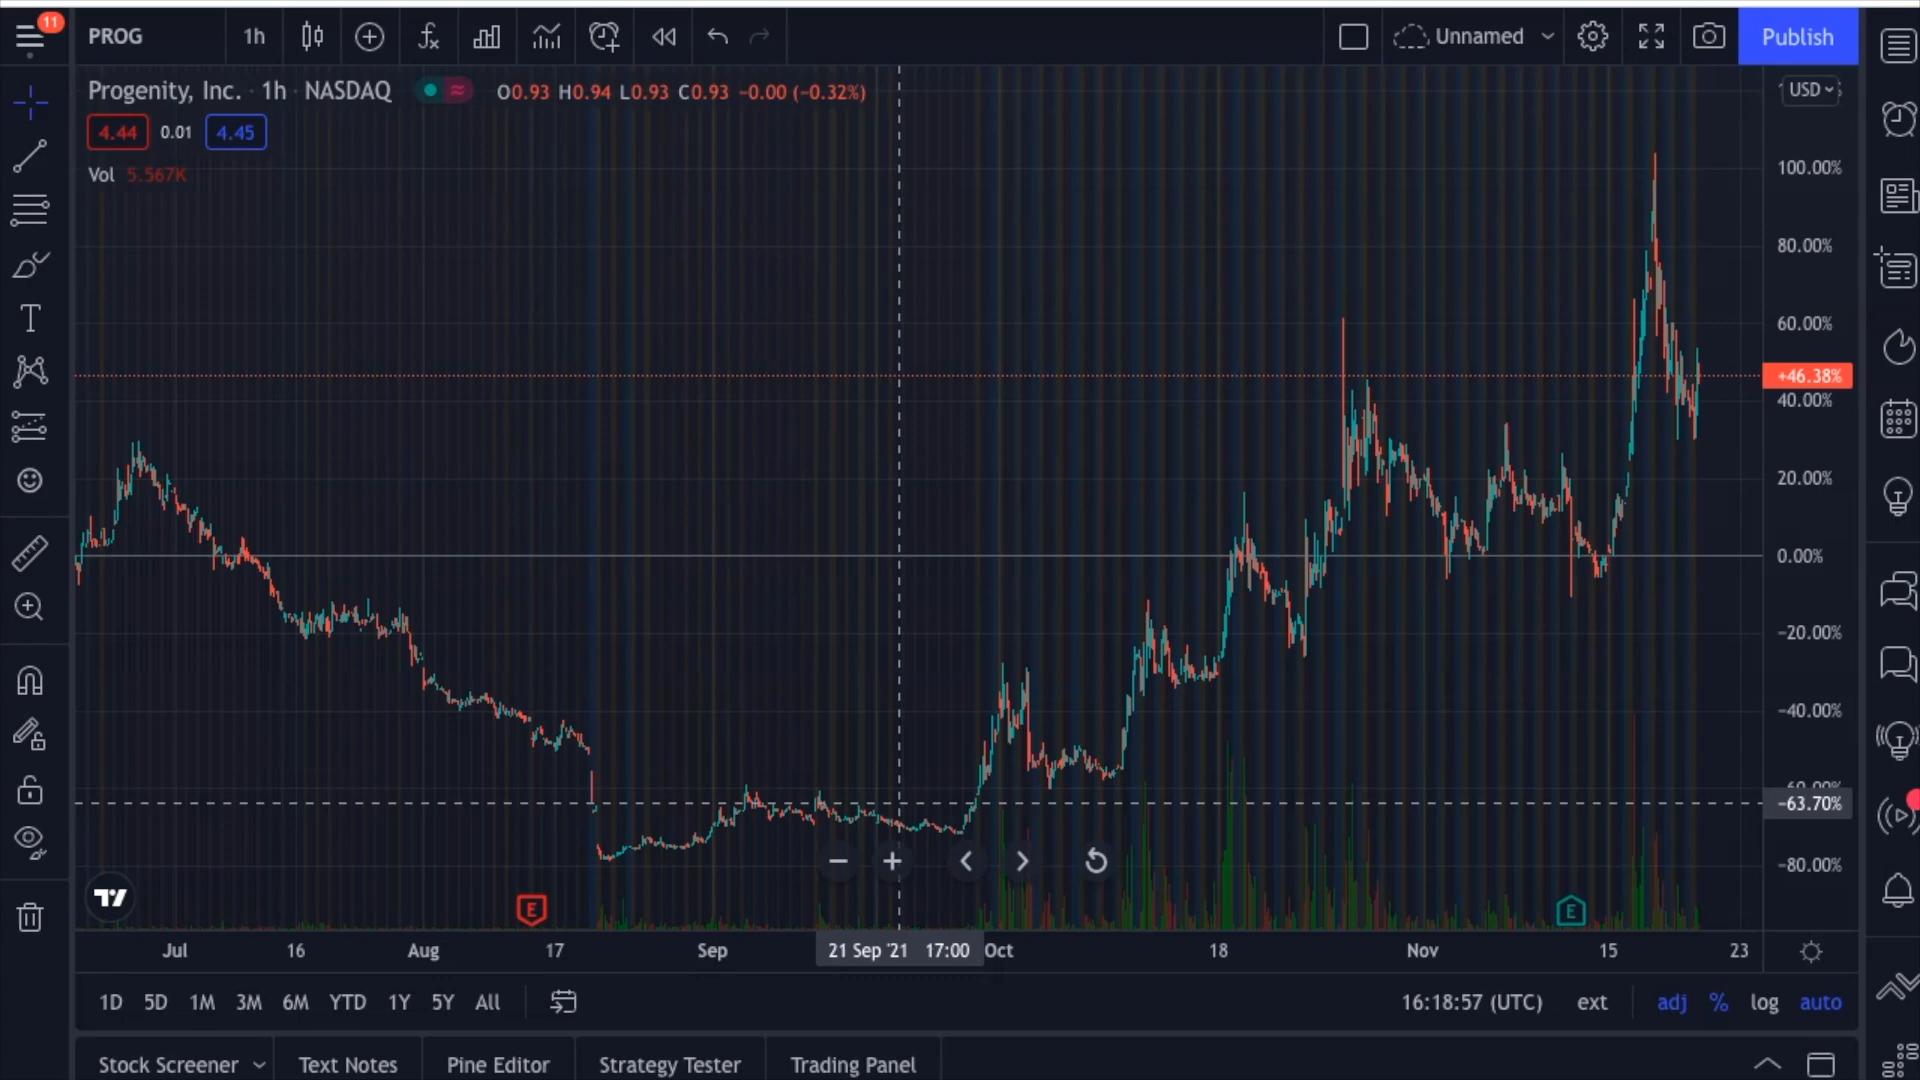 11
PROG 1h Unnamed Publish
Progenity, Inc. · 1h · NASDAQ O0.93 H0.94 L0.93 C0.93 −0.00 (−0.32%) USD
4.44 0.01 4.45
Vol 5.567K
100.00%
80.00%
60.00%
+46.38%
40.00%
20.00%
0.00%
−20.00%
−40.00%
−63.70%
−80.00%
E E
Jul 16 Aug 17 Sep 21 Sep '21 17:00 Oct 18 Nov 15 23
1D 5D 1M 3M 6M YTD 1Y 5Y All 16:18:57 (UTC) ext adj % log auto
Stock Screener Text Notes Pine Editor Strategy Tester Trading Panel